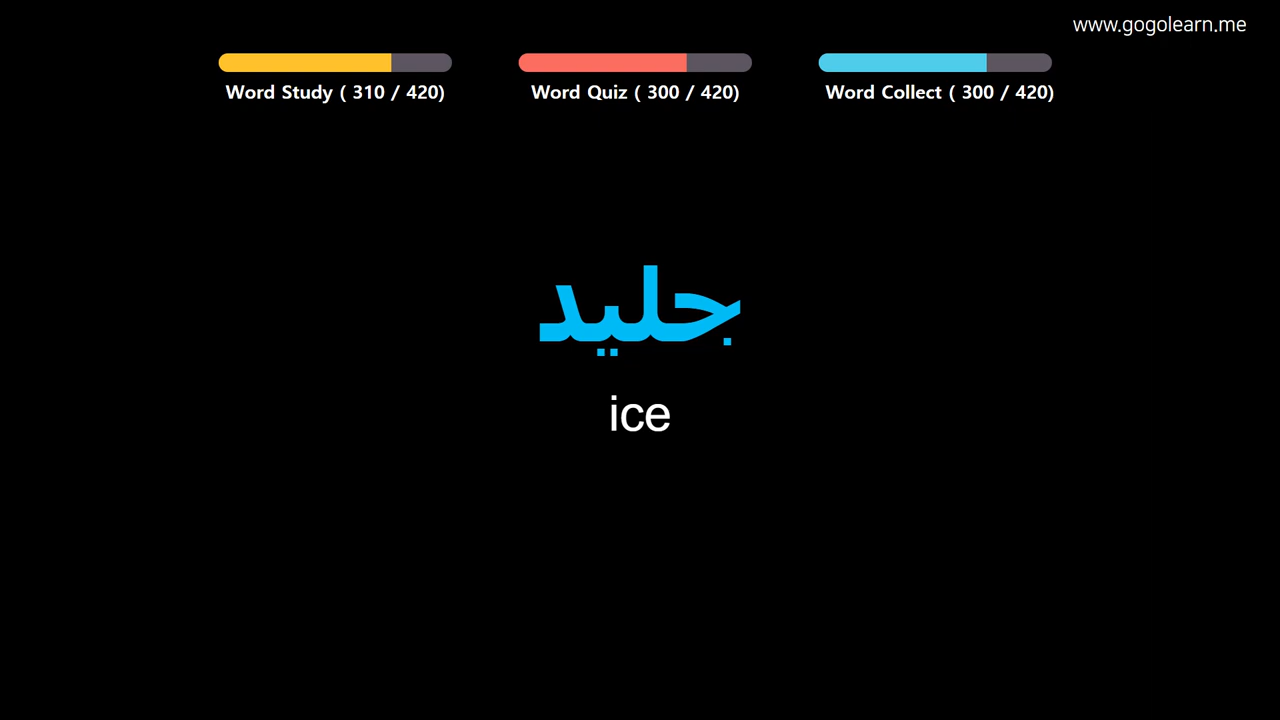 www.gogolearn.me
Word Study ( 310 / 420)
Word Quiz ( 300 / 420)
Word Collect ( 300 / 420)
جليد
ice